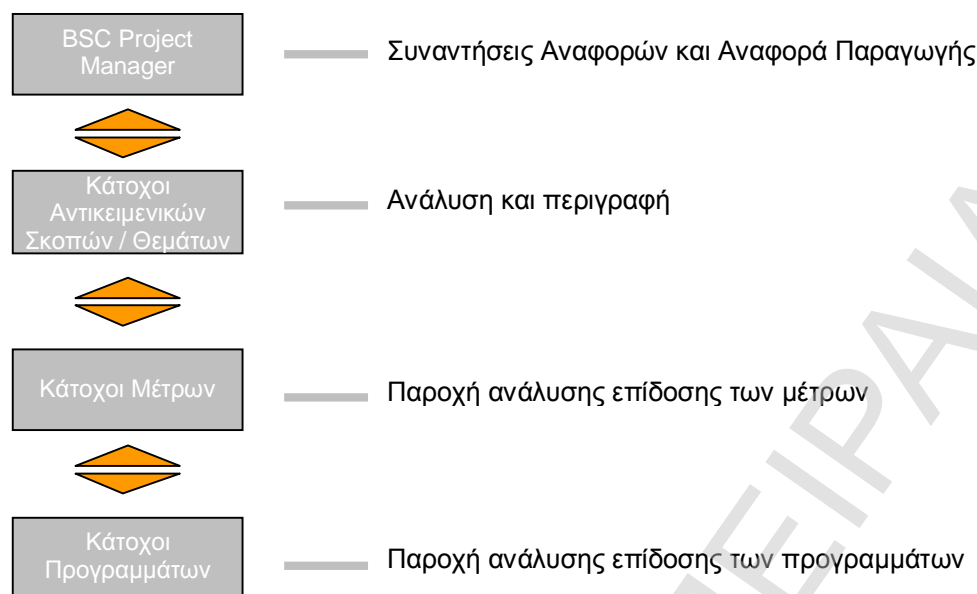 BSC Project
Manager
Συναντήσεις Αναφορών και Αναφορά Παραγωγής
Κάτοχοι
Αντικειμενικών
Σκοπών / Θεμάτων
Ανάλυση και περιγραφή
Κάτοχοι Μέτρων
Παροχή ανάλυσης επίδοσης των μέτρων
Κάτοχοι
Προγραμμάτων
Παροχή ανάλυσης επίδοσης των προγραμμάτων